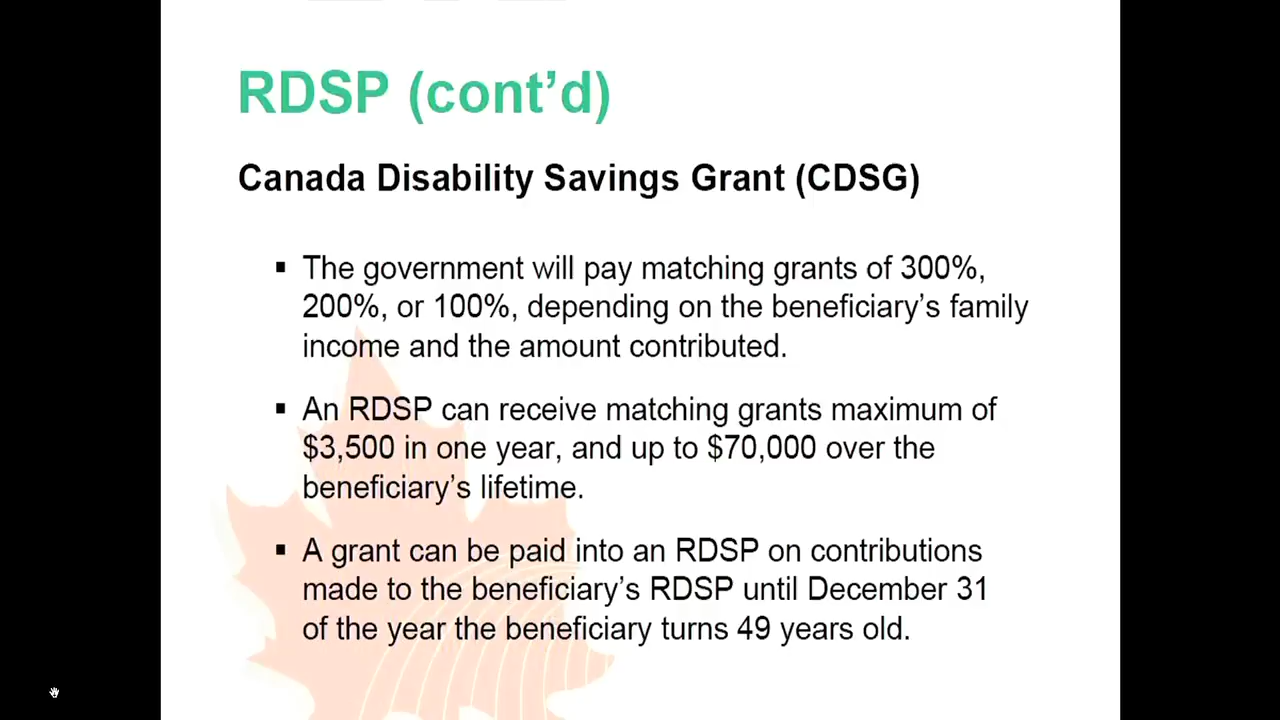 RDSP (cont’d)
Canada Disability Savings Grant (CDSG)
▪ The government will pay matching grants of 300%,
200%, or 100%, depending on the beneficiary’s family
income and the amount contributed.
▪ An RDSP can receive matching grants maximum of
$3,500 in one year, and up to $70,000 over the
beneficiary’s lifetime.
▪ A grant can be paid into an RDSP on contributions
made to the beneficiary’s RDSP until December 31
of the year the beneficiary turns 49 years old.